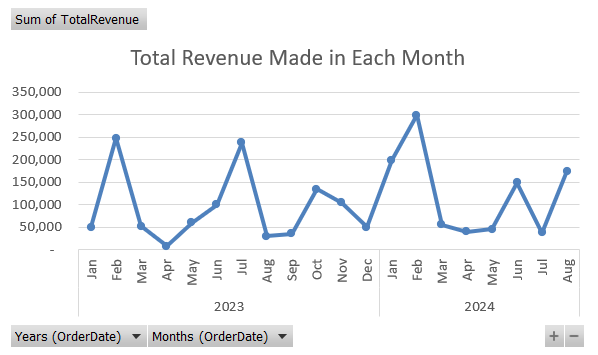 Sum of TotalRevenue
Total Revenue Made in Each Month
350,000
300,000
250,000
200,000
150,000
100,000
50,000
-
Jan Feb Mar Apr May Jun Jul Aug Sep Oct Nov Dec Jan Feb Mar Apr May Jun Jul Aug
2023 2024
Years (OrderDate) Months (OrderDate) + −